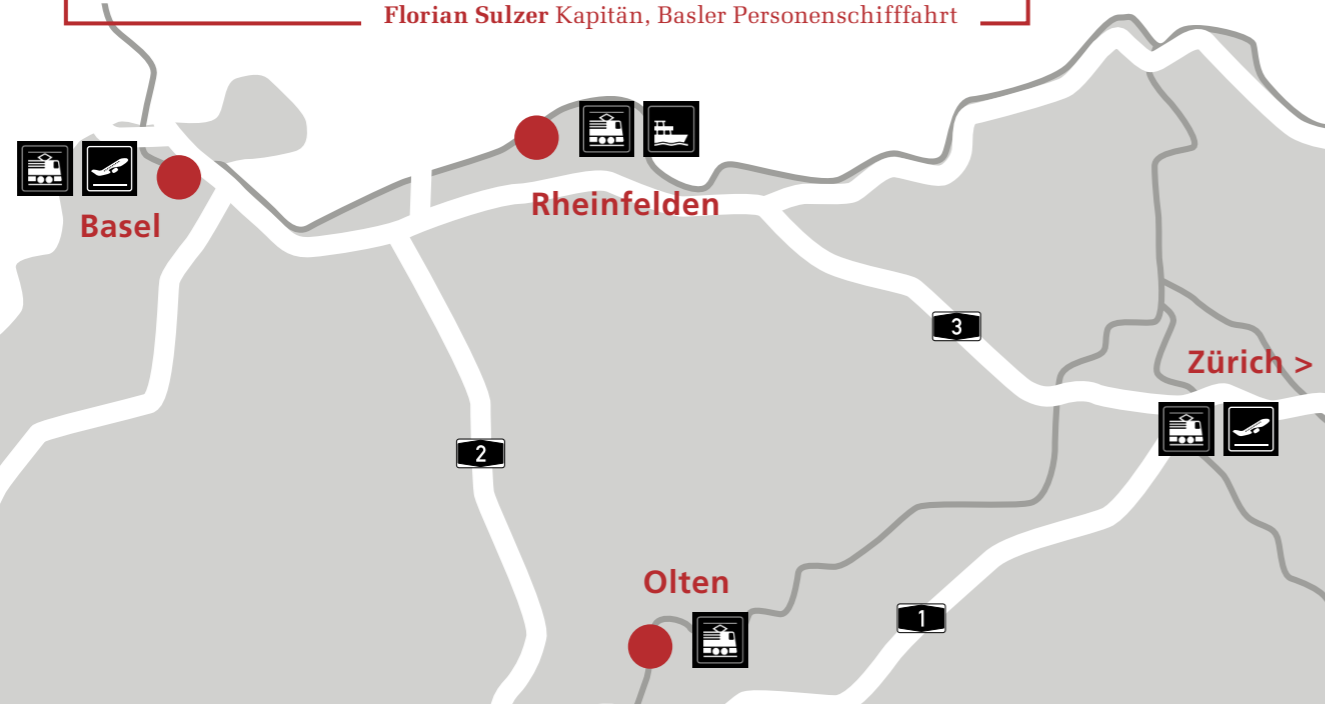 Florian Sulzer Kapitän, Basler Personenschifffahrt
Rheinfelden
Basel
3
Zürich >
2
Olten
1